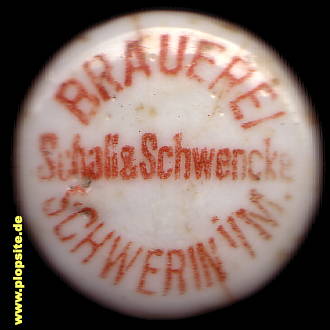 BRAUEREI
Schall&Schwencke
SCHWERIN i/M.
www.plopsite.de